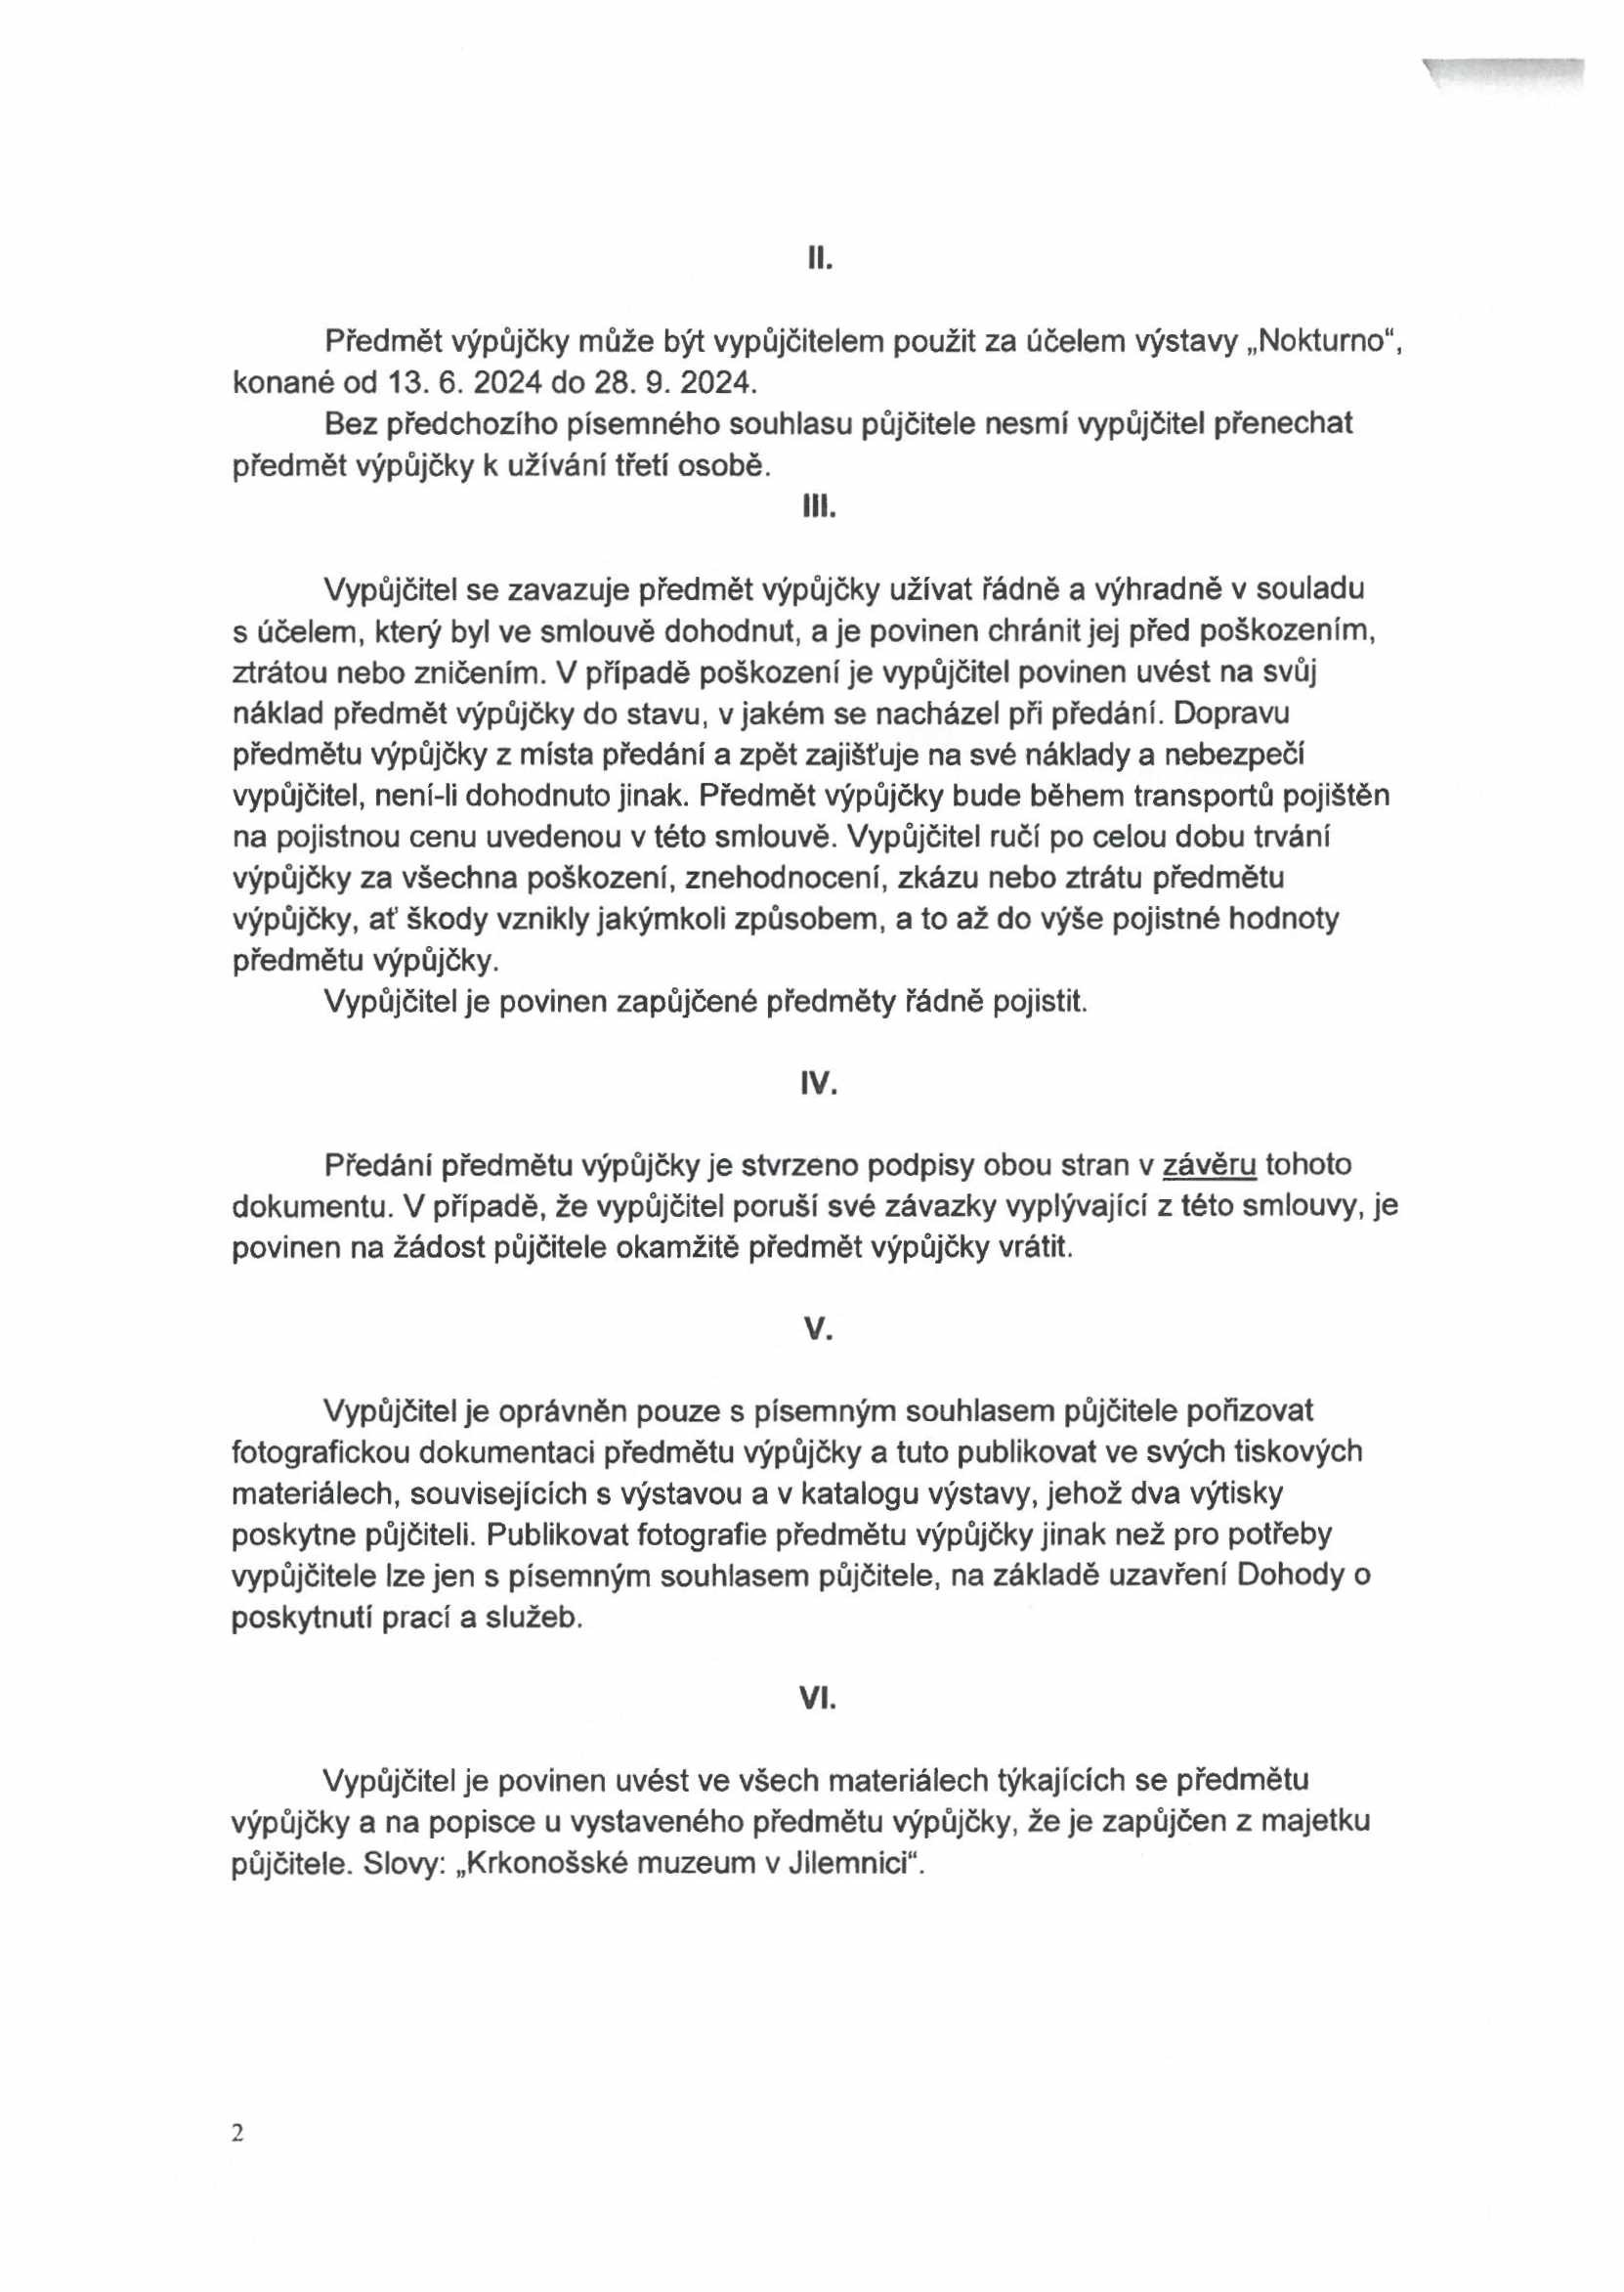 II.
Předmět výpůjčky může být vypůjčitelem použit za účelem výstavy „Nokturno“,
konané od 13. 6. 2024 do 28. 9. 2024.
Bez předchozího písemného souhlasu půjčitele nesmí vypůjčitel přenechat
předmět výpůjčky k užívání třetí osobě.
III.
Vypůjčitel se zavazuje předmět výpůjčky užívat řádně a výhradně v souladu
s účelem, který byl ve smlouvě dohodnut, a je povinen chránit jej před poškozením,
ztrátou nebo zničením. V případě poškození je vypůjčitel povinen uvést na svůj
náklad předmět výpůjčky do stavu, v jakém se nacházel při předání. Dopravu
předmětu výpůjčky z místa předání a zpět zajišťuje na své náklady a nebezpečí
vypůjčitel, není-li dohodnuto jinak. Předmět výpůjčky bude během transportů pojištěn
na pojistnou cenu uvedenou v této smlouvě. Vypůjčitel ručí po celou dobu trvání
výpůjčky za všechna poškození, znehodnocení, zkázu nebo ztrátu předmětu
výpůjčky, ať škody vznikly jakýmkoli způsobem, a to až do výše pojistné hodnoty
předmětu výpůjčky.
Vypůjčitel je povinen zapůjčené předměty řádně pojistit.
IV.
Předání předmětu výpůjčky je stvrzeno podpisy obou stran v závěru tohoto
dokumentu. V případě, že vypůjčitel poruší své závazky vyplývající z této smlouvy, je
povinen na žádost půjčitele okamžitě předmět výpůjčky vrátit.
V.
Vypůjčitel je oprávněn pouze s písemným souhlasem půjčitele pořizovat
fotografickou dokumentaci předmětu výpůjčky a tuto publikovat ve svých tiskových
materiálech, souvisejících s výstavou a v katalogu výstavy, jehož dva výtisky
poskytne půjčiteli. Publikovat fotografie předmětu výpůjčky jinak než pro potřeby
vypůjčitele lze jen s písemným souhlasem půjčitele, na základě uzavření Dohody o
poskytnutí prací a služeb.
VI.
Vypůjčitel je povinen uvést ve všech materiálech týkajících se předmětu
výpůjčky a na popisce u vystaveného předmětu výpůjčky, že je zapůjčen z majetku
půjčitele. Slovy: „Krkonošské muzeum v Jilemnici“.
2